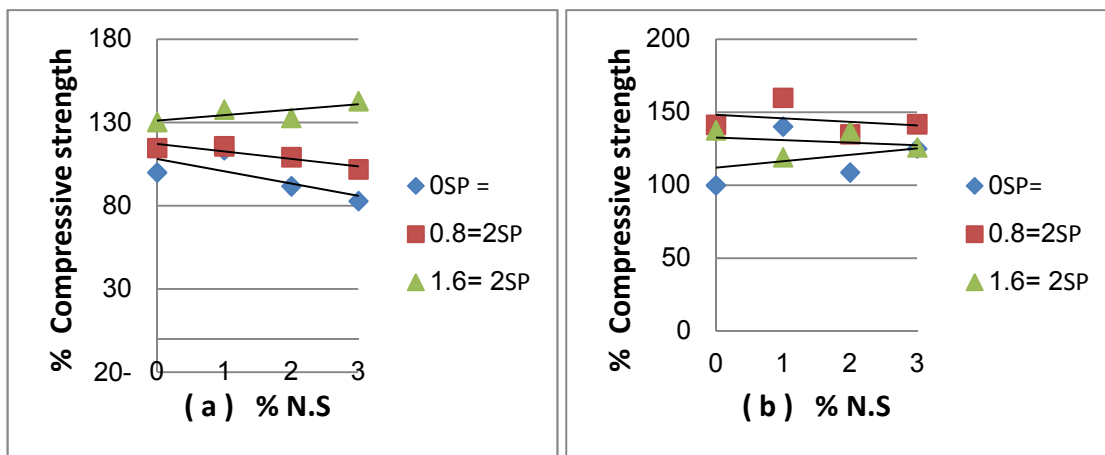 180
130
80
30
20-
0 1 2 3
% Compressive strength
( a ) % N.S
0SP =
0.8=2SP
1.6= 2SP
200
150
100
50
0
0 1 2 3
% Compressive strength
( b ) % N.S
0SP=
0.8=2SP
1.6= 2SP